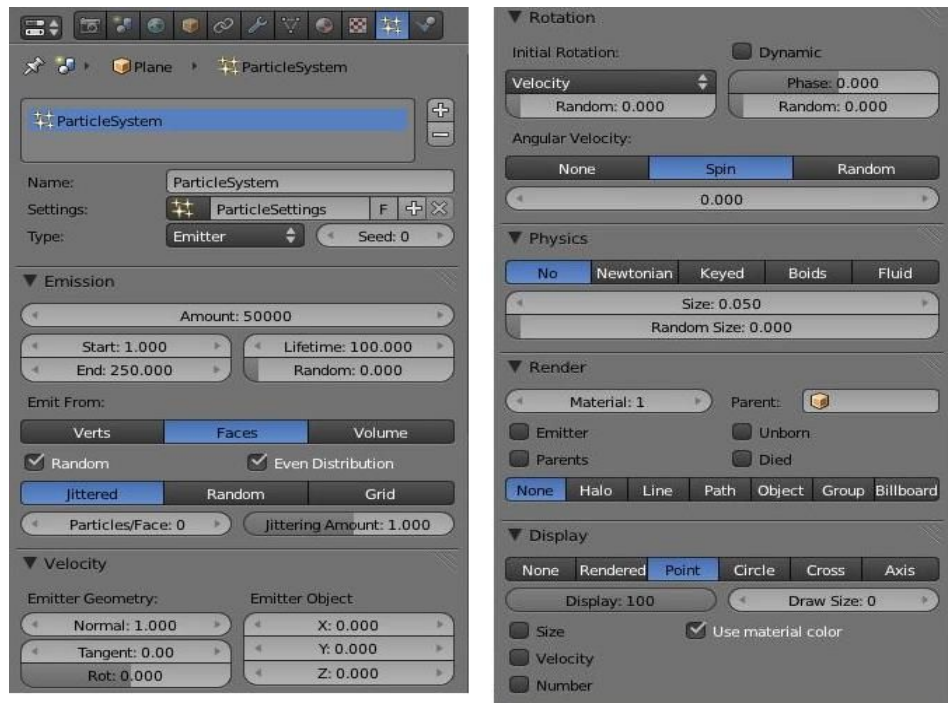 Plane ParticleSystem
ParticleSystem
Name: ParticleSystem
Settings: ParticleSettings F
Type: Emitter Seed: 0
Emission
Amount: 50000
Start: 1.000 Lifetime: 100.000
End: 250.000 Random: 0.000
Emit From:
Verts Faces Volume
Random Even Distribution
Jittered Random Grid
Particles/Face: 0 Jittering Amount: 1.000
Velocity
Emitter Geometry: Emitter Object
Normal: 1.000 X: 0.000
Tangent: 0.00 Y: 0.000
Rot: 0.000 Z: 0.000
Rotation
Initial Rotation: Dynamic
Velocity Phase: 0.000
Random: 0.000 Random: 0.000
Angular Velocity:
None Spin Random
0.000
Physics
No Newtonian Keyed Boids Fluid
Size: 0.050
Random Size: 0.000
Render
Material: 1 Parent:
Emitter Unborn
Parents Died
None Halo Line Path Object Group Billboard
Display
None Rendered Point Circle Cross Axis
Display: 100 Draw Size: 0
Size Use material color
Velocity
Number